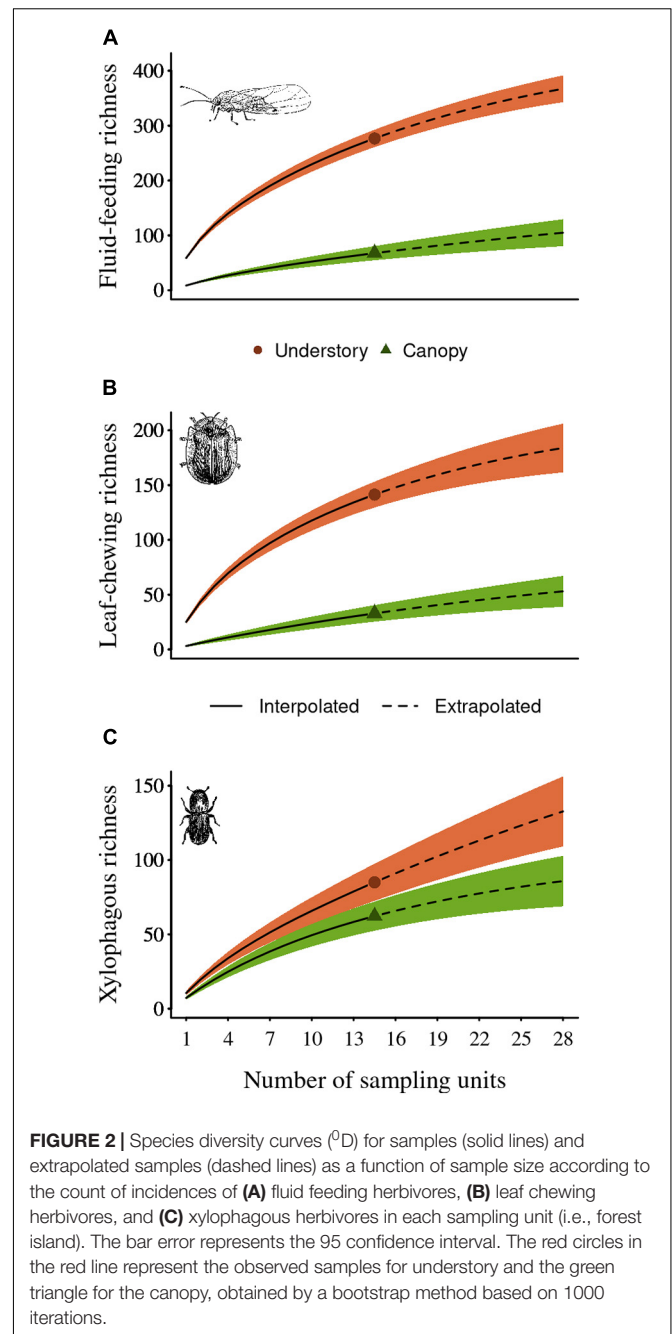 A
Fluid-feeding richness
400
300
200
100
0
Understory
Canopy
B
Leaf-chewing richness
200
150
100
50
0
Interpolated
Extrapolated
C
Xylophagous richness
150
100
50
0
1 4 7 10 13 16 19 22 25 28
Number of sampling units
FIGURE 2 | Species diversity curves (⁰D) for samples (solid lines) and
extrapolated samples (dashed lines) as a function of sample size according to
the count of incidences of (A) fluid feeding herbivores, (B) leaf chewing
herbivores, and (C) xylophagous herbivores in each sampling unit (i.e., forest
island). The bar error represents the 95 confidence interval. The red circles in
the red line represent the observed samples for understory and the green
triangle for the canopy, obtained by a bootstrap method based on 1000
iterations.